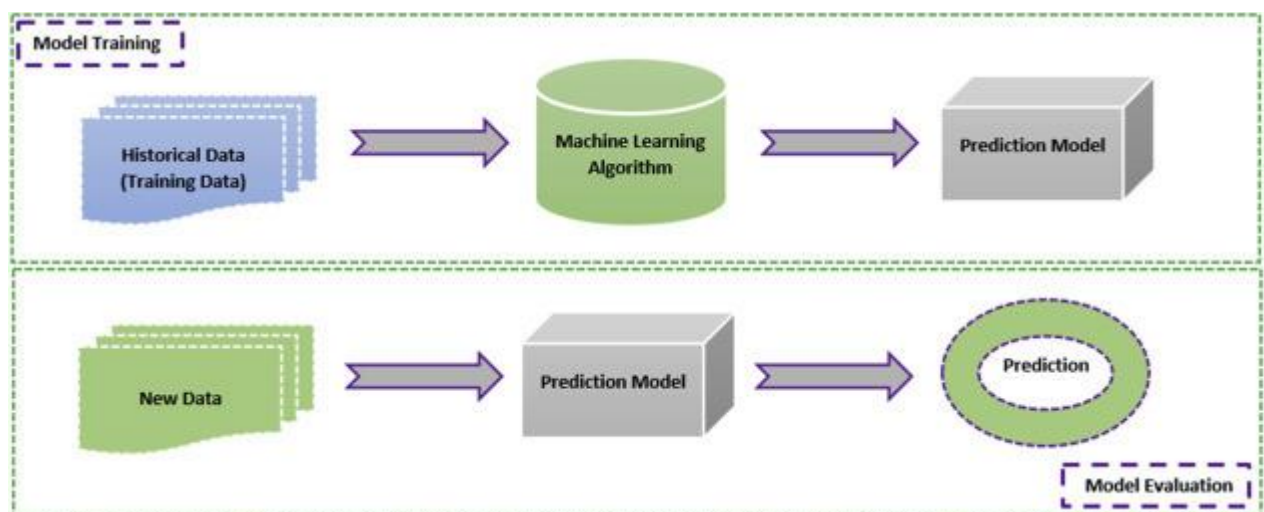 Model Training
Historical Data
(Training Data)
Machine Learning
Algorithm
Prediction Model
New Data
Prediction Model
Prediction
Model Evaluation